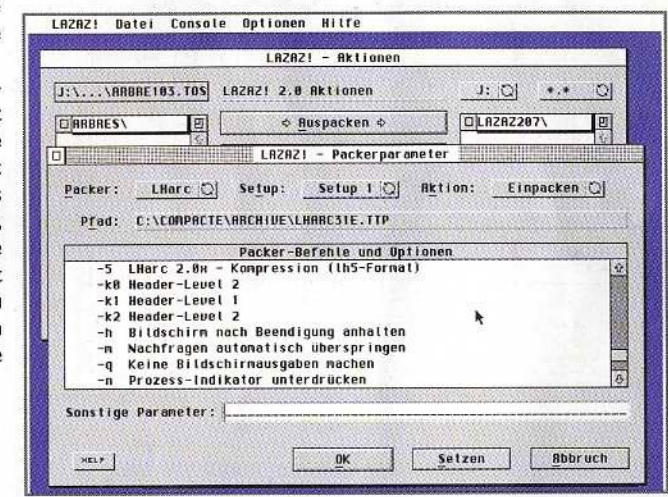 LAZAZ! Datei Console Optionen Hilfe
LAZAZ! - Aktionen
J:\...\ARBRE103.TOS LAZAZ! 2.0 Aktionen J: *.*
ARBRES\ Auspacken LAZAZ207\
LAZAZ! - Packerparameter
Packer: LHarc Setup: Setup 1 Aktion: Einpacken
Pfad: C:\COMPACTE\ARCHIVE\LHARC31E.TTP
Packer-Befehle und Optionen
-5 LHarc 2.0x - Kompression (lh5-Format)
-k0 Header-Level 2
-k1 Header-Level 1
-k2 Header-Level 2
-h Bildschirm nach Beendigung anhalten
-m Nachfragen automatisch überspringen
-q Keine Bildschirmausgaben machen
-n Prozess-Indikator unterdrücken
Sonstige Parameter:
HELP OK Setzen Abbruch